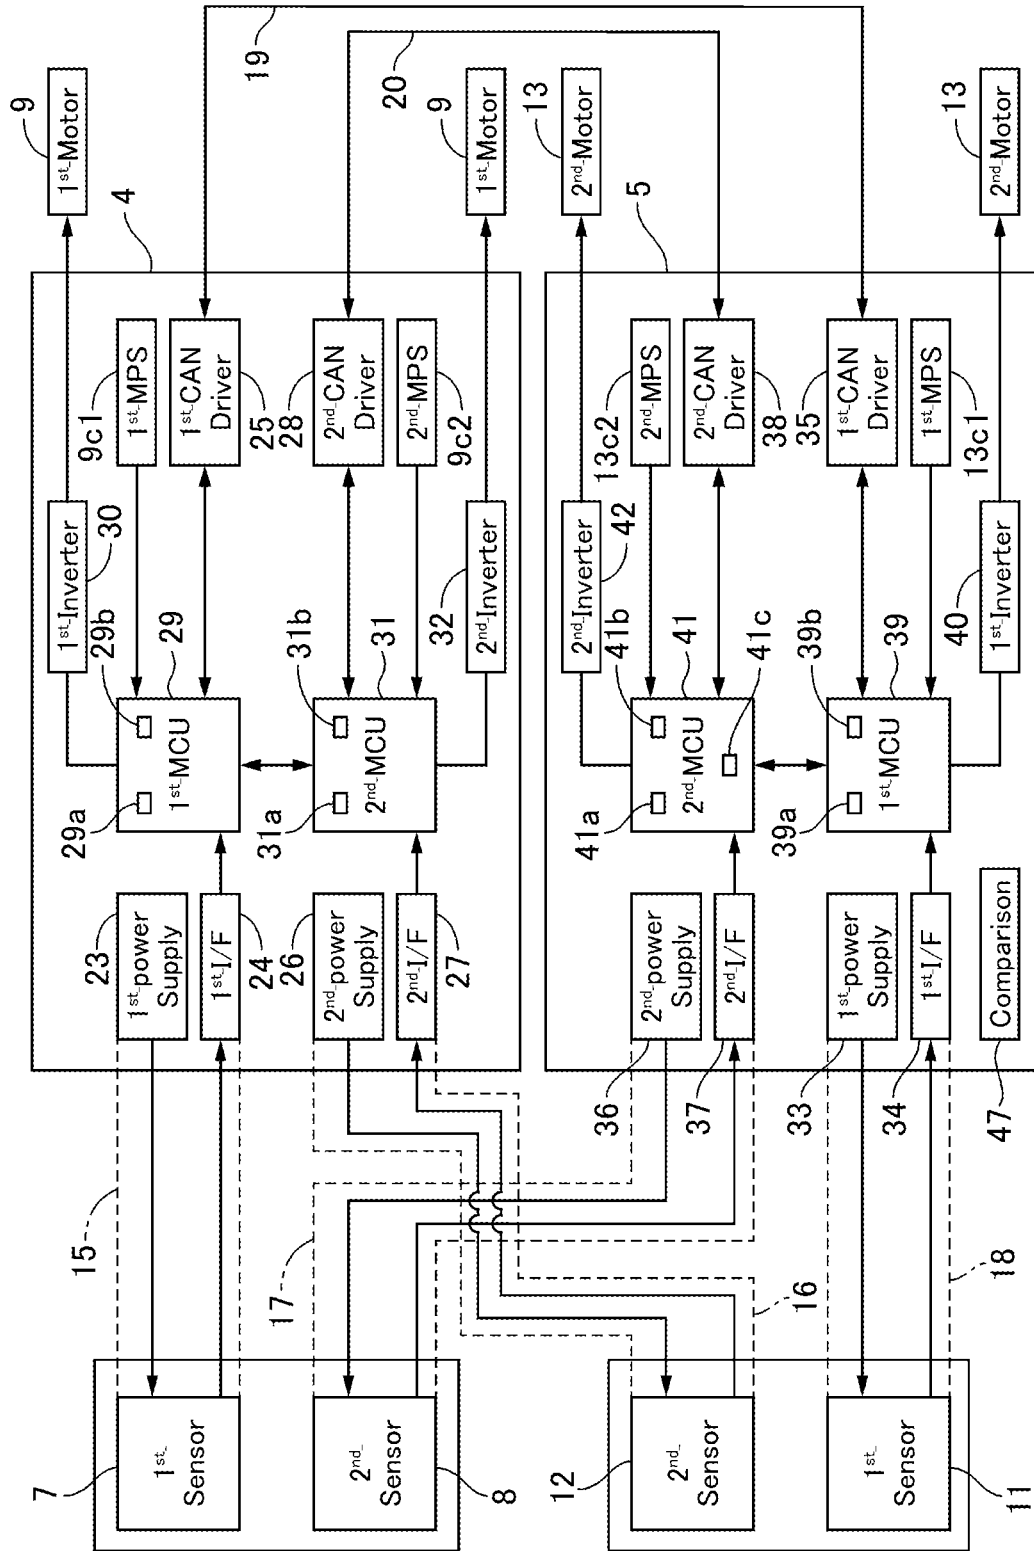 7
15
23
29a
29b
9c1
9
1st-
Sensor
1st-power
Supply
1st-I/F
24
1st-MCU
29
1st-Inverter
30
1st-MPS
1st-CAN
Driver
25
1st-Motor
4
19
2nd-
Sensor
8
17
26
2nd-power
Supply
2nd-I/F
27
31a
2nd-MCU
31b
31
28
2nd-CAN
Driver
2nd-MPS
9c2
32
2nd-Inverter
20
9
1st-Motor
12
2nd-
Sensor
16
36
2nd-power
Supply
37
2nd-I/F
41a
2nd-MCU
41b
41
41c
2nd-Inverter
42
13c2
2nd-MPS
2nd-CAN
Driver
38
5
13
2nd-Motor
1st-
Sensor
11
18
33
1st-power
Supply
34
1st-I/F
39a
1st-MCU
39b
39
35
1st-CAN
Driver
1st-MPS
13c1
40
1st-Inverter
13
2nd-Motor
47
Comparison